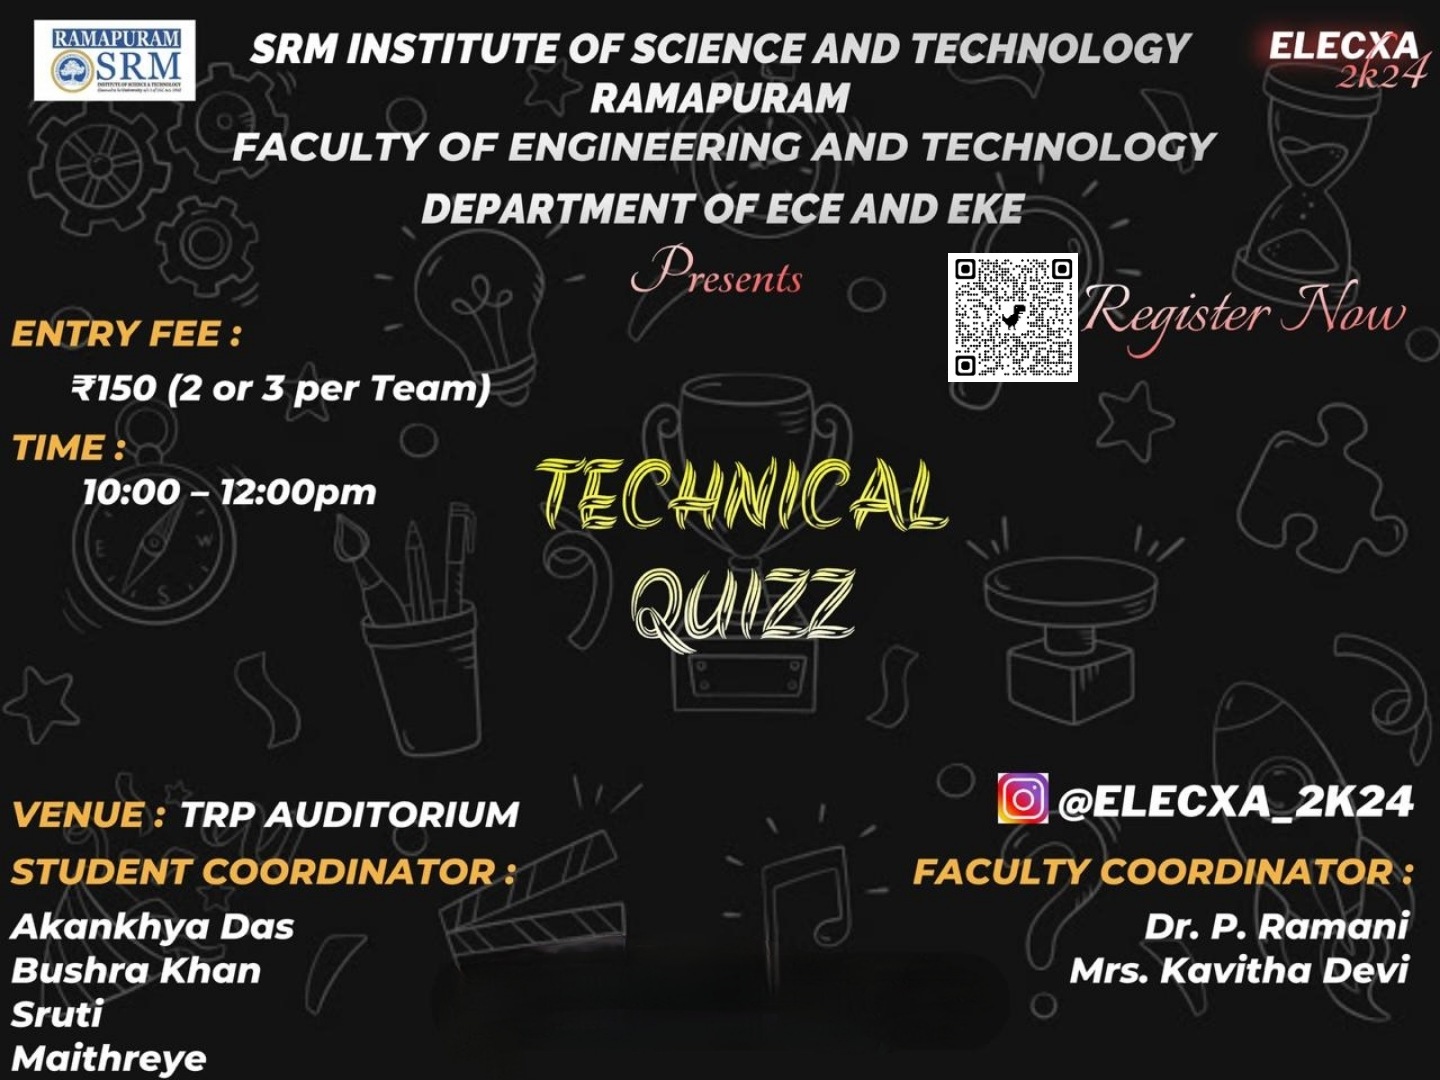 RAMAPURAM
SRM
SRM INSTITUTE OF SCIENCE AND TECHNOLOGY
RAMAPURAM
FACULTY OF ENGINEERING AND TECHNOLOGY
DEPARTMENT OF ECE AND EKE
ELECXA
2k24
Presents
Register Now
ENTRY FEE :
₹150 (2 or 3 per Team)
TIME :
10:00 – 12:00pm
TECHNICAL
QUIZZ
E W
S
VENUE : TRP AUDITORIUM
@ELECXA_2K24
STUDENT COORDINATOR :
Akankhya Das
Bushra Khan
Sruti
Maithreye
FACULTY COORDINATOR :
Dr. P. Ramani
Mrs. Kavitha Devi